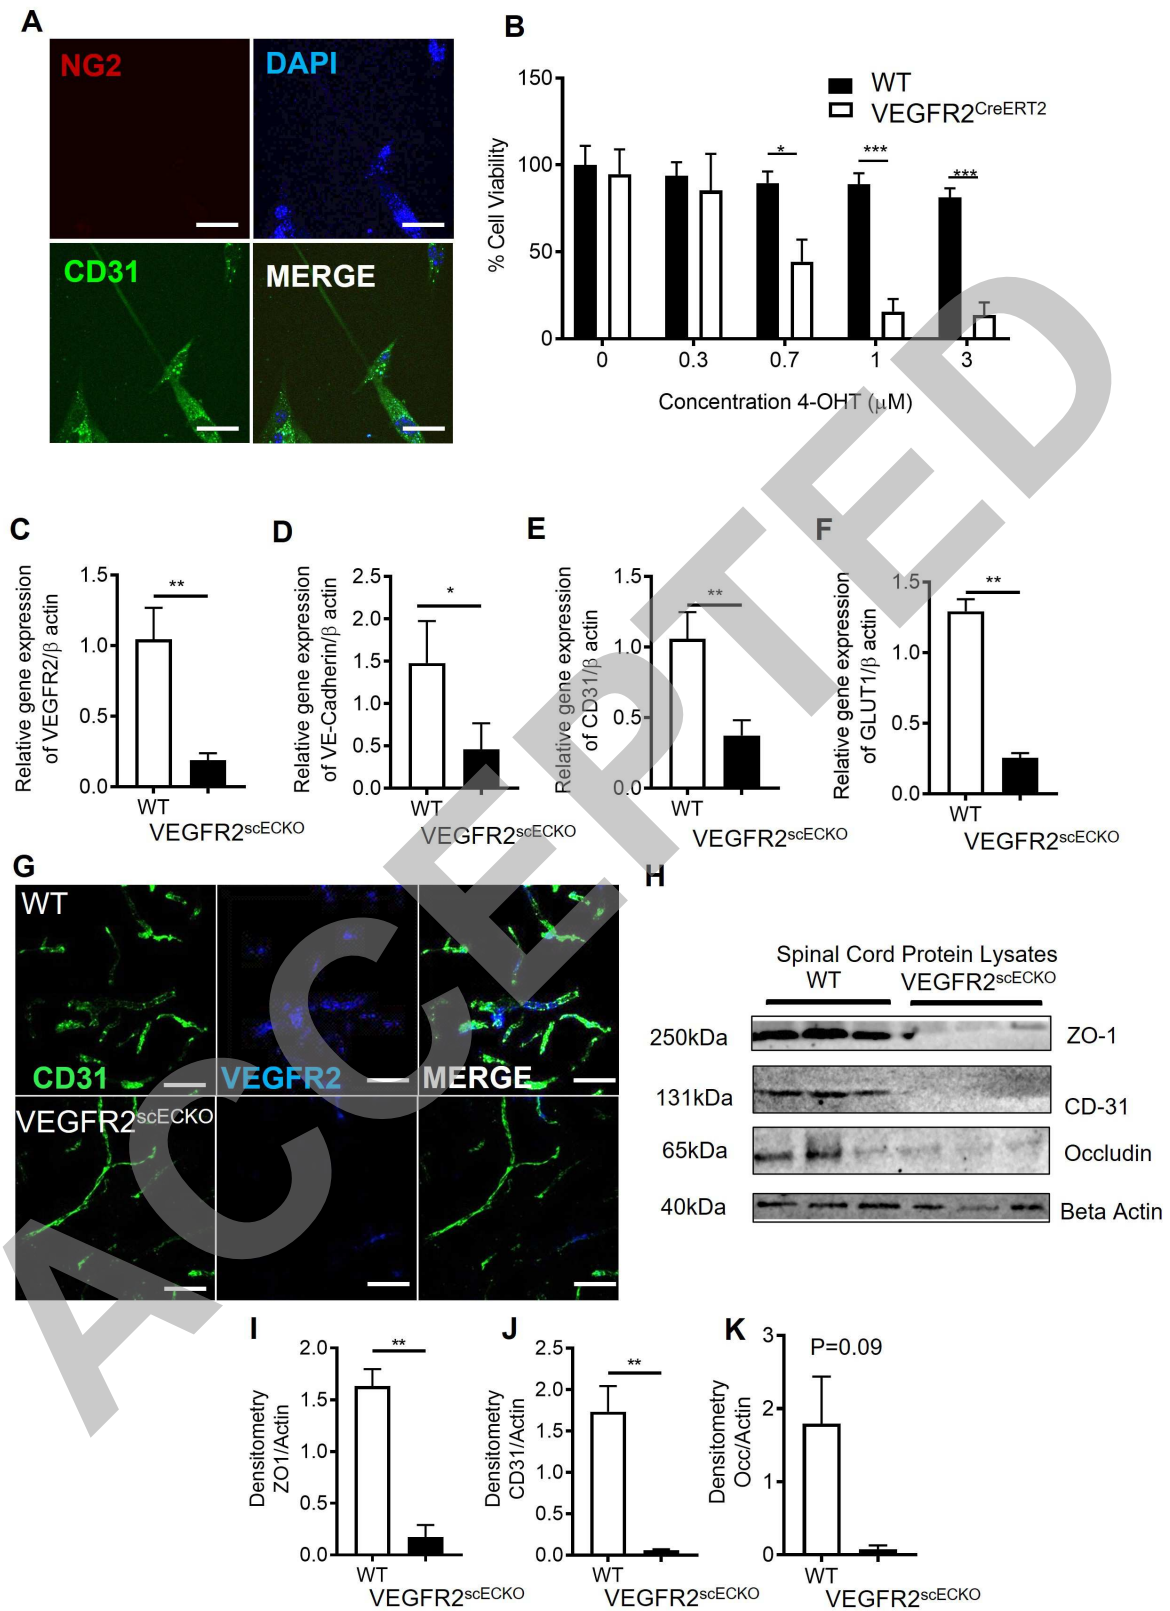 A
NG2
DAPI
CD31
MERGE
B
WT
VEGFR2CreERT2
% Cell Viability
150
100
50
0
*
***
***
0 0.3 0.7 1 3
Concentration 4-OHT (μM)
C
Relative gene expression
of VEGFR2/β actin
1.5
1.0
0.5
0.0
**
WT
VEGFR2scECKO
D
Relative gene expression
of VE-Cadherin/β actin
2.5
2.0
1.5
1.0
0.5
0.0
*
WT
VEGFR2scECKO
E
Relative gene expression
of CD31/β actin
1.5
1.0
0.5
0.0
**
WT
VEGFR2scECKO
F
Relative gene expression
of GLUT1/β actin
1.5
1.0
0.5
0.0
**
WT
VEGFR2scECKO
G
WT
CD31
VEGFR2
MERGE
VEGFR2scECKO
H
Spinal Cord Protein Lysates
WT VEGFR2scECKO
250kDa ZO-1
131kDa CD-31
65kDa Occludin
40kDa Beta Actin
I
Densitometry
ZO1/Actin
2.0
1.5
1.0
0.5
0.0
**
WT
VEGFR2scECKO
J
Densitometry
CD31/Actin
2.5
2.0
1.5
1.0
0.5
0.0
**
WT
VEGFR2scECKO
K
Densitometry
Occ/Actin
3
2
1
0
P=0.09
WT
VEGFR2scECKO
ACCEPTED